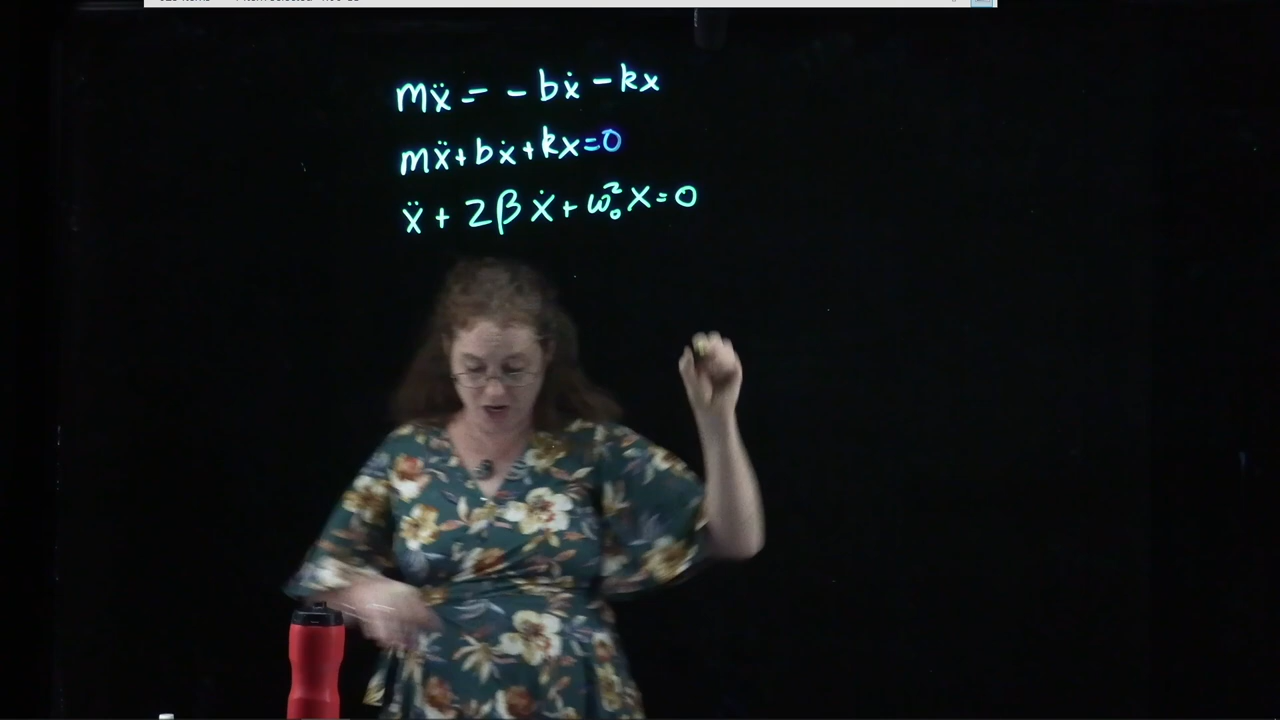 mẍ = - bẋ - kx
mẍ + bẋ + kx = 0
ẍ + 2βẋ + ω₀²x = 0